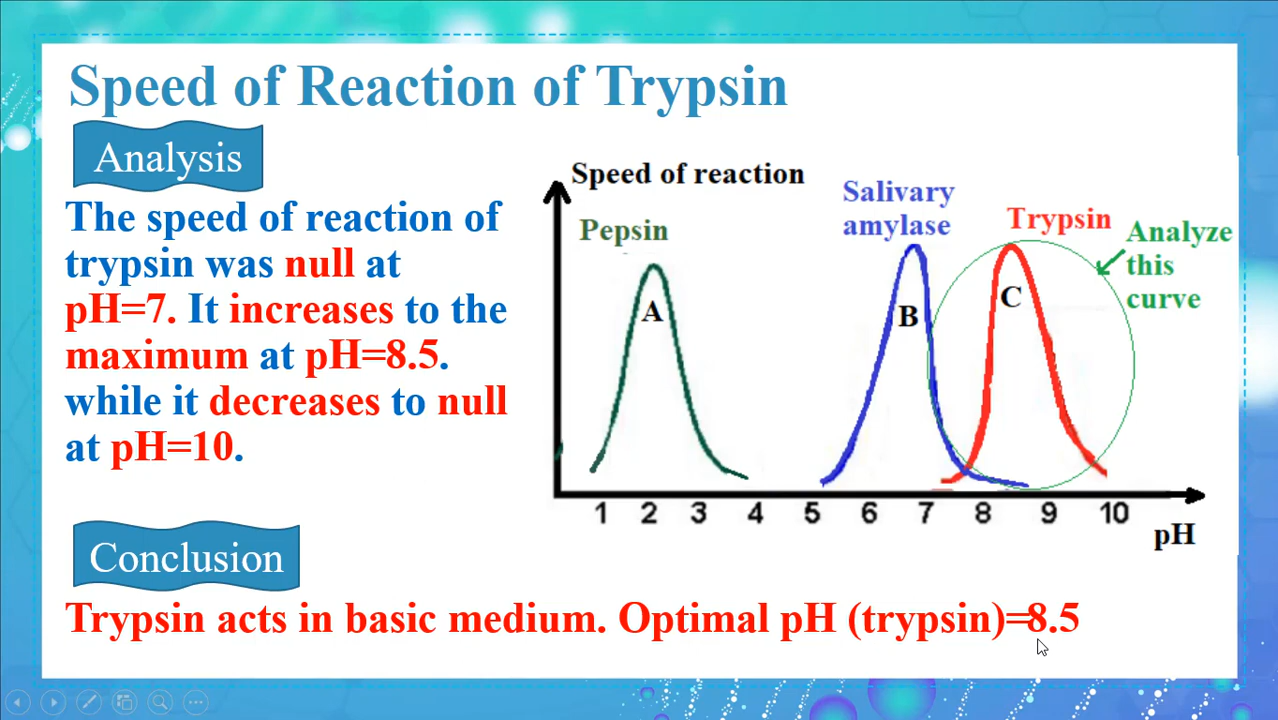 Speed of Reaction of Trypsin
Analysis
The speed of reaction of
trypsin was null at
pH=7. It increases to the
maximum at pH=8.5.
while it decreases to null
at pH=10.
Speed of reaction
Pepsin
Salivary
amylase
Trypsin
Analyze
this
curve
A
B
C
1 2 3 4 5 6 7 8 9 10
pH
Conclusion
Trypsin acts in basic medium. Optimal pH (trypsin)=8.5